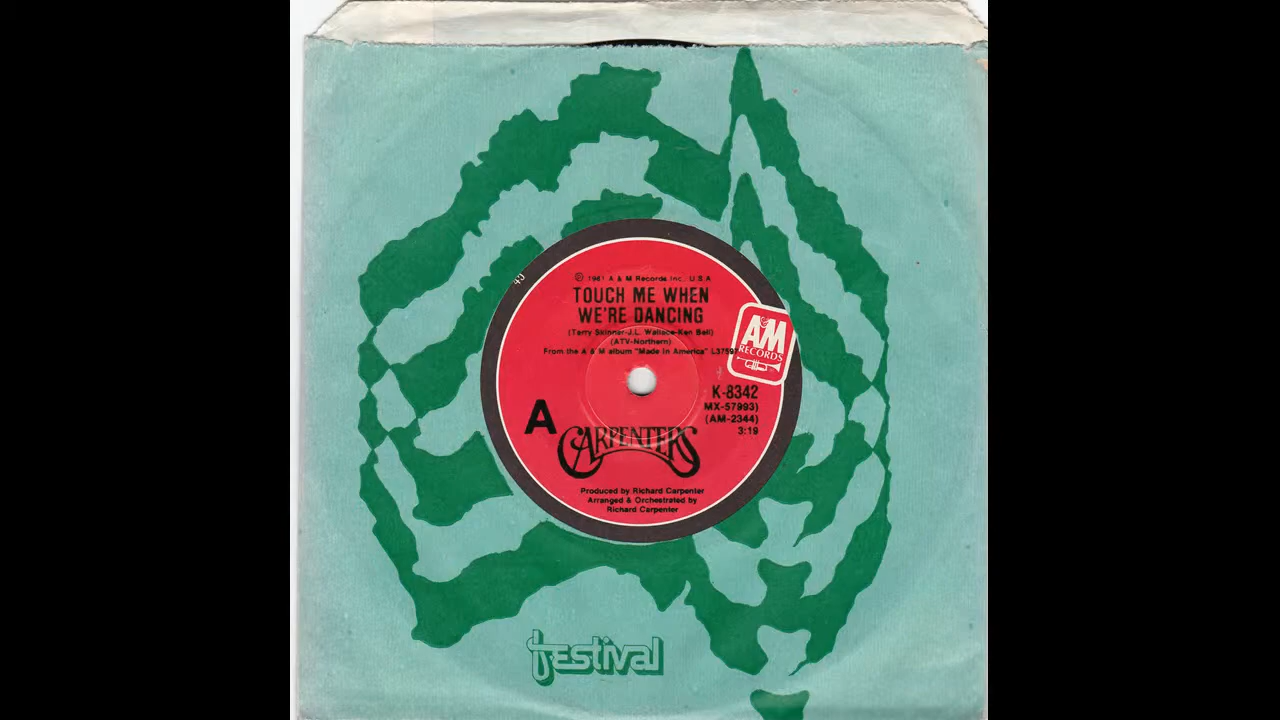 45
℗ 1981 A & M Records Inc. U.S.A
TOUCH ME WHEN
WE'RE DANCING
(Terry Skinner-J.L. Wallace-Ken Bell)
(ATV-Northern)
From the A & M album "Made In America"
A&M
RECORDS
K-8342
MX-57993)
(AM-2344)
3:19
A
CARPENTERS
Produced by Richard Carpenter
Arranged & Orchestrated by
Richard Carpenter
festival